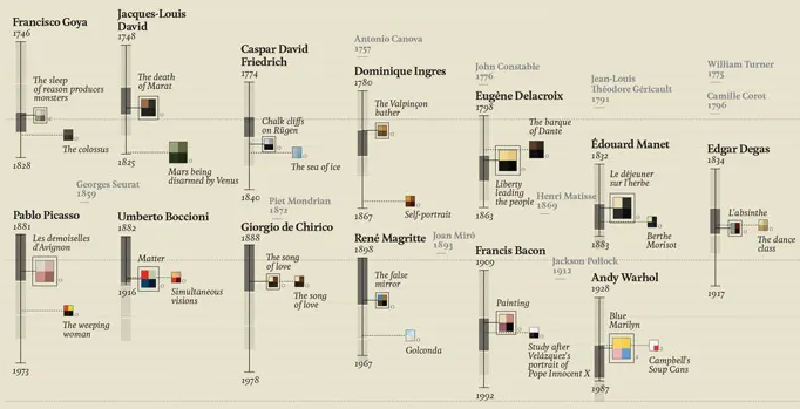 Francisco Goya
1746
The sleep
of reason produces
monsters
The colossus
1828
Jacques-Louis
David
1748
The death
of Marat
Mars being
disarmed by Venus
1825
Caspar David
Friedrich
1774
Chalk cliffs
on Rügen
The sea of ice
1840
Antonio Canova
1757
Dominique Ingres
1780
The Valpinçon
bather
Self-portrait
1867
John Constable
1776
Eugène Delacroix
1798
The barque
of Dante
Liberty
leading
the people
1863
Jean-Louis
Théodore Géricault
1791
Édouard Manet
1832
Le déjeuner
sur l'herbe
Berthe
Morisot
1883
William Turner
1775
Camille Corot
1796
Edgar Degas
1834
L'absinthe
The dance
class
1917
Georges Seurat
1859
Pablo Picasso
1881
Les demoiselles
d'Avignon
The weeping
woman
1973
Umberto Boccioni
1882
Matter
Simultaneous
visions
1916
Piet Mondrian
1872
Giorgio de Chirico
1888
The song
of love
The song
of love
1978
René Magritte
1898
The false
mirror
Golconda
1967
Joan Miró
1893
Henri Matisse
1869
Francis Bacon
1909
Painting
Study after
Velázquez's
portrait of
Pope Innocent X
1992
Jackson Pollock
1912
Andy Warhol
1928
Blue
Marilyn
Campbell's
Soup Cans
1987